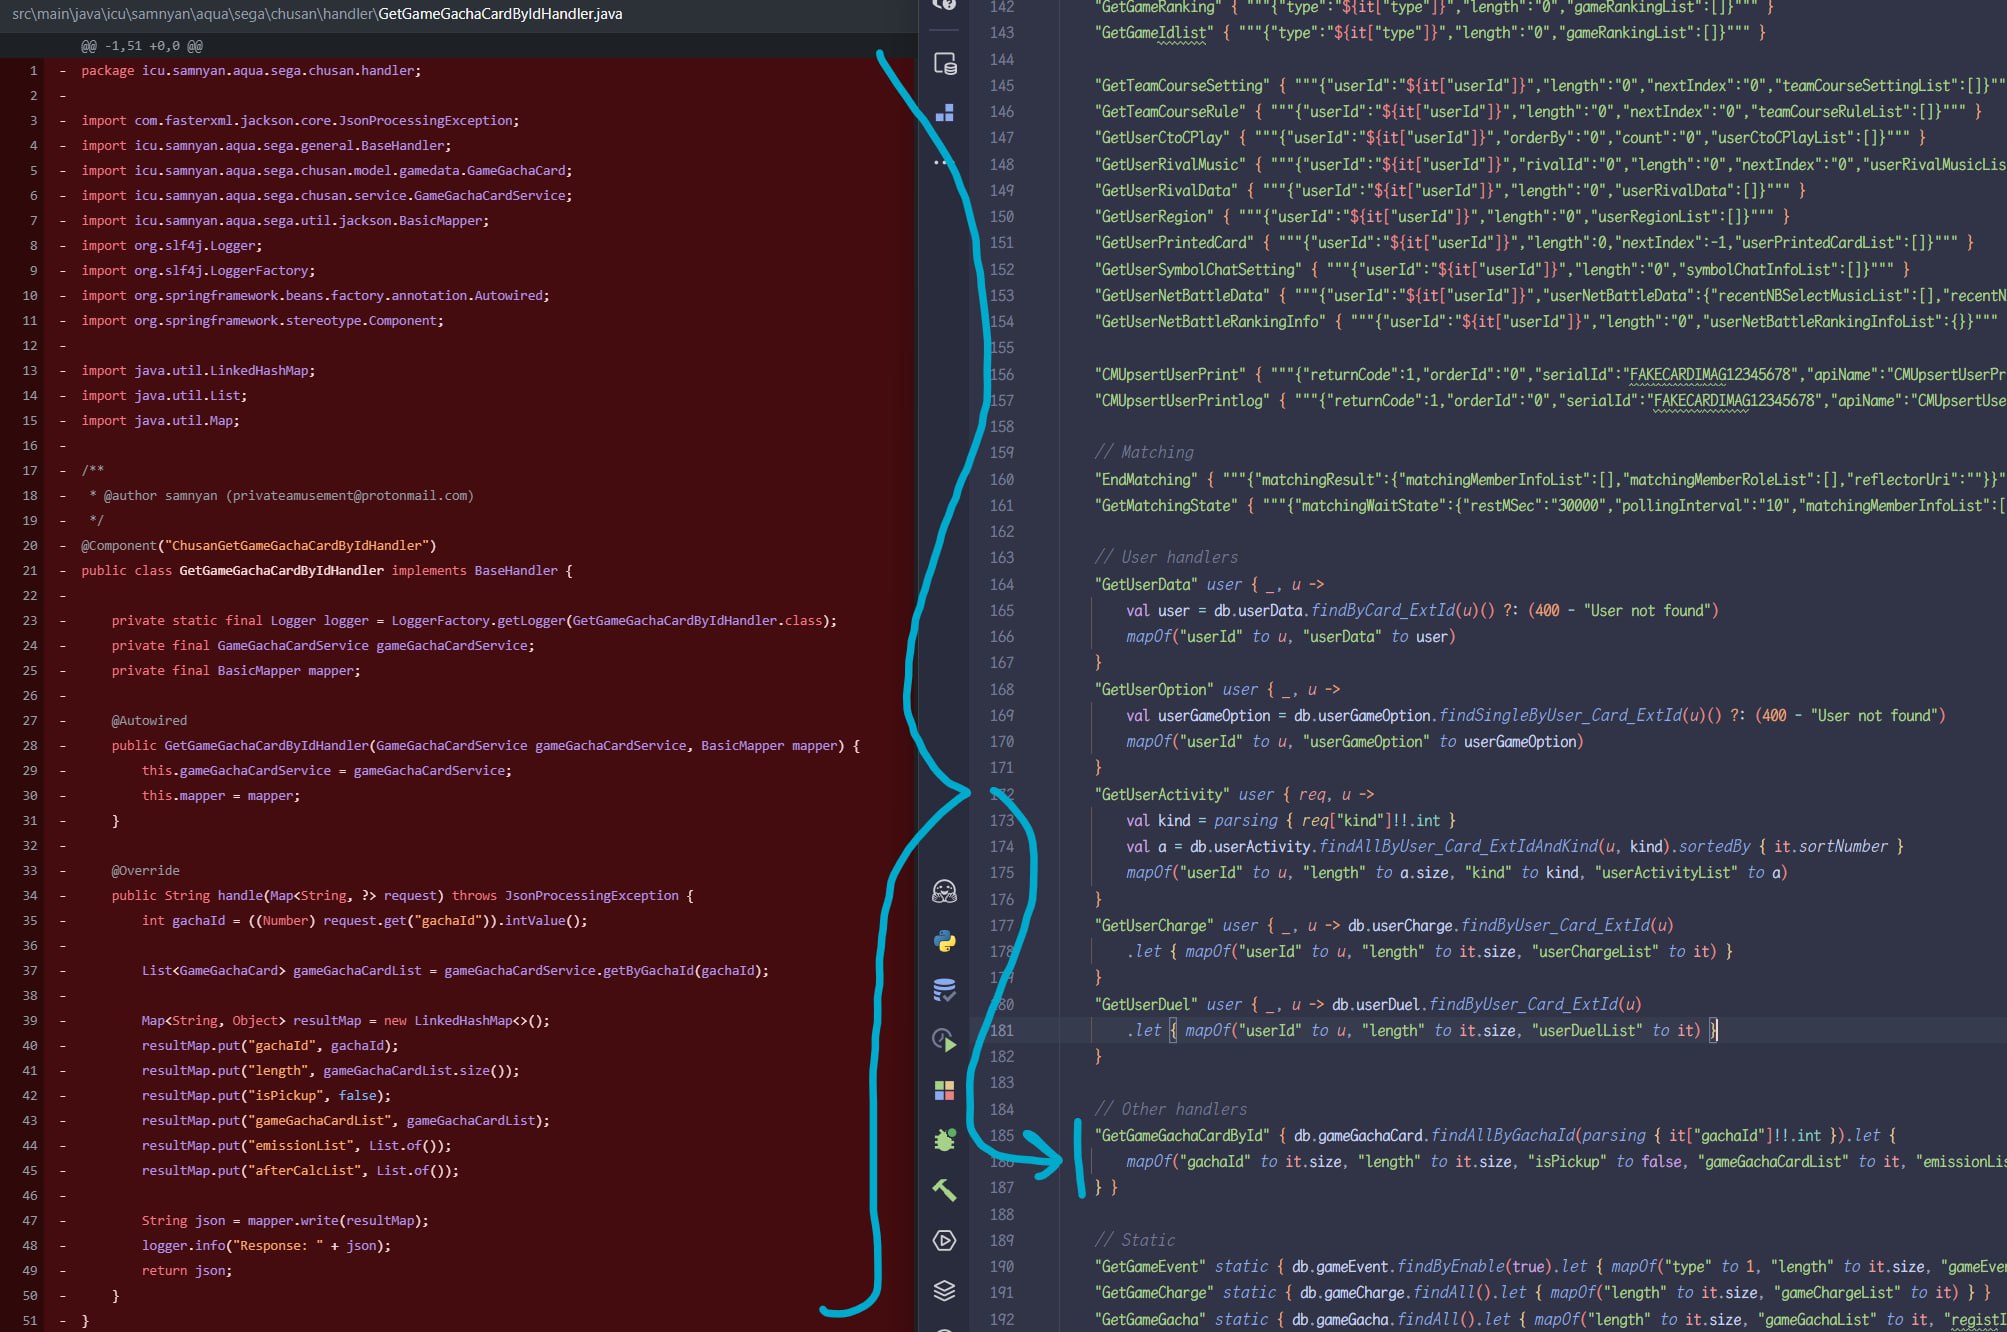 src\main\java\icu\samnyan\aqua\sega\chusan\handler\GetGameGachaCardByIdHandler.java
@@ -1,51 +0,0 @@
1 - package icu.samnyan.aqua.sega.chusan.handler;
2 -
3 - import com.fasterxml.jackson.core.JsonProcessingException;
4 - import icu.samnyan.aqua.sega.general.BaseHandler;
5 - import icu.samnyan.aqua.sega.chusan.model.gamedata.GameGachaCard;
6 - import icu.samnyan.aqua.sega.chusan.service.GameGachaCardService;
7 - import icu.samnyan.aqua.sega.util.jackson.BasicMapper;
8 - import org.slf4j.Logger;
9 - import org.slf4j.LoggerFactory;
10 - import org.springframework.beans.factory.annotation.Autowired;
11 - import org.springframework.stereotype.Component;
12 -
13 - import java.util.LinkedHashMap;
14 - import java.util.List;
15 - import java.util.Map;
16 -
17 - /**
18 - * @author samnyan (privateamusement@protonmail.com)
19 - */
20 - @Component("ChusanGetGameGachaCardByIdHandler")
21 - public class GetGameGachaCardByIdHandler implements BaseHandler {
22 -
23 - private static final Logger logger = LoggerFactory.getLogger(GetGameGachaCardByIdHandler.class);
24 - private final GameGachaCardService gameGachaCardService;
25 - private final BasicMapper mapper;
26 -
27 - @Autowired
28 - public GetGameGachaCardByIdHandler(GameGachaCardService gameGachaCardService, BasicMapper mapper) {
29 - this.gameGachaCardService = gameGachaCardService;
30 - this.mapper = mapper;
31 - }
32 -
33 - @Override
34 - public String handle(Map<String, ?> request) throws JsonProcessingException {
35 - int gachaId = ((Number) request.get("gachaId")).intValue();
36 -
37 - List<GameGachaCard> gameGachaCardList = gameGachaCardService.getByGachaId(gachaId);
38 -
39 - Map<String, Object> resultMap = new LinkedHashMap<>();
40 - resultMap.put("gachaId", gachaId);
41 - resultMap.put("length", gameGachaCardList.size());
42 - resultMap.put("isPickup", false);
43 - resultMap.put("gameGachaCardList", gameGachaCardList);
44 - resultMap.put("emissionList", List.of());
45 - resultMap.put("afterCalcList", List.of());
46 -
47 - String json = mapper.write(resultMap);
48 - logger.info("Response: " + json);
49 - return json;
50 - }
51 - }
142 "GetGameRanking" { """{"type":"${it["type"]}","length":"0","gameRankingList":[]}""" }
143 "GetGameIdlist" { """{"type":"${it["type"]}","length":"0","gameRankingList":[]}""" }
144
145 "GetTeamCourseSetting" { """{"userId":"${it["userId"]}","length":"0","nextIndex":"0","teamCourseSettingList":[]}""
146 "GetTeamCourseRule" { """{"userId":"${it["userId"]}","length":"0","nextIndex":"0","teamCourseRuleList":[]}""" }
147 "GetUserCtoCPlay" { """{"userId":"${it["userId"]}","orderBy":"0","count":"0","userCtoCPlayList":[]}""" }
148 "GetUserRivalMusic" { """{"userId":"${it["userId"]}","rivalId":"0","length":"0","nextIndex":"0","userRivalMusicLis
149 "GetUserRivalData" { """{"userId":"${it["userId"]}","length":"0","userRivalData":[]}""" }
150 "GetUserRegion" { """{"userId":"${it["userId"]}","length":"0","userRegionList":[]}""" }
151 "GetUserPrintedCard" { """{"userId":"${it["userId"]}","length":0,"nextIndex":-1,"userPrintedCardList":[]}""" }
152 "GetUserSymbolChatSetting" { """{"userId":"${it["userId"]}","length":"0","symbolChatInfoList":[]}""" }
153 "GetUserNetBattleData" { """{"userId":"${it["userId"]}","userNetBattleData":{"recentNBSelectMusicList":[],"recentN
154 "GetUserNetBattleRankingInfo" { """{"userId":"${it["userId"]}","length":"0","userNetBattleRankingInfoList":{}}"""
155
156 "CMUpsertUserPrint" { """{"returnCode":1,"orderId":"0","serialId":"FAKECARDIMAG12345678","apiName":"CMUpsertUserPr
157 "CMUpsertUserPrintlog" { """{"returnCode":1,"orderId":"0","serialId":"FAKECARDIMAG12345678","apiName":"CMUpsertUse
158
159 // Matching
160 "EndMatching" { """{"matchingResult":{"matchingMemberInfoList":[],"matchingMemberRoleList":[],"reflectorUri":""}}"
161 "GetMatchingState" { """{"matchingWaitState":{"restMSec":"30000","pollingInterval":"10","matchingMemberInfoList":[
162
163 // User handlers
164 "GetUserData" user { _, u ->
165 val user = db.userData.findByCard_ExtId(u)() ?: (400 - "User not found")
166 mapOf("userId" to u, "userData" to user)
167 }
168 "GetUserOption" user { _, u ->
169 val userGameOption = db.userGameOption.findSingleByUser_Card_ExtId(u)() ?: (400 - "User not found")
170 mapOf("userId" to u, "userGameOption" to userGameOption)
171 }
172 "GetUserActivity" user { req, u ->
173 val kind = parsing { req["kind"]!!.int }
174 val a = db.userActivity.findAllByUser_Card_ExtIdAndKind(u, kind).sortedBy { it.sortNumber }
175 mapOf("userId" to u, "length" to a.size, "kind" to kind, "userActivityList" to a)
176 }
177 "GetUserCharge" user { _, u -> db.userCharge.findByUser_Card_ExtId(u)
178 .let { mapOf("userId" to u, "length" to it.size, "userChargeList" to it) }
179 }
180 "GetUserDuel" user { _, u -> db.userDuel.findByUser_Card_ExtId(u)
181 .let { mapOf("userId" to u, "length" to it.size, "userDuelList" to it) }
182 }
183
184 // Other handlers
185 "GetGameGachaCardById" { db.gameGachaCard.findAllByGachaId(parsing { it["gachaId"]!!.int }).let {
186 mapOf("gachaId" to it.size, "length" to it.size, "isPickup" to false, "gameGachaCardList" to it, "emissionLis
187 } }
188
189 // Static
190 "GetGameEvent" static { db.gameEvent.findByEnable(true).let { mapOf("type" to 1, "length" to it.size, "gameEve
191 "GetGameCharge" static { db.gameCharge.findAll().let { mapOf("length" to it.size, "gameChargeList" to it) } }
192 "GetGameGacha" static { db.gameGacha.findAll().let { mapOf("length" to it.size, "gameGachaList" to it, "registI